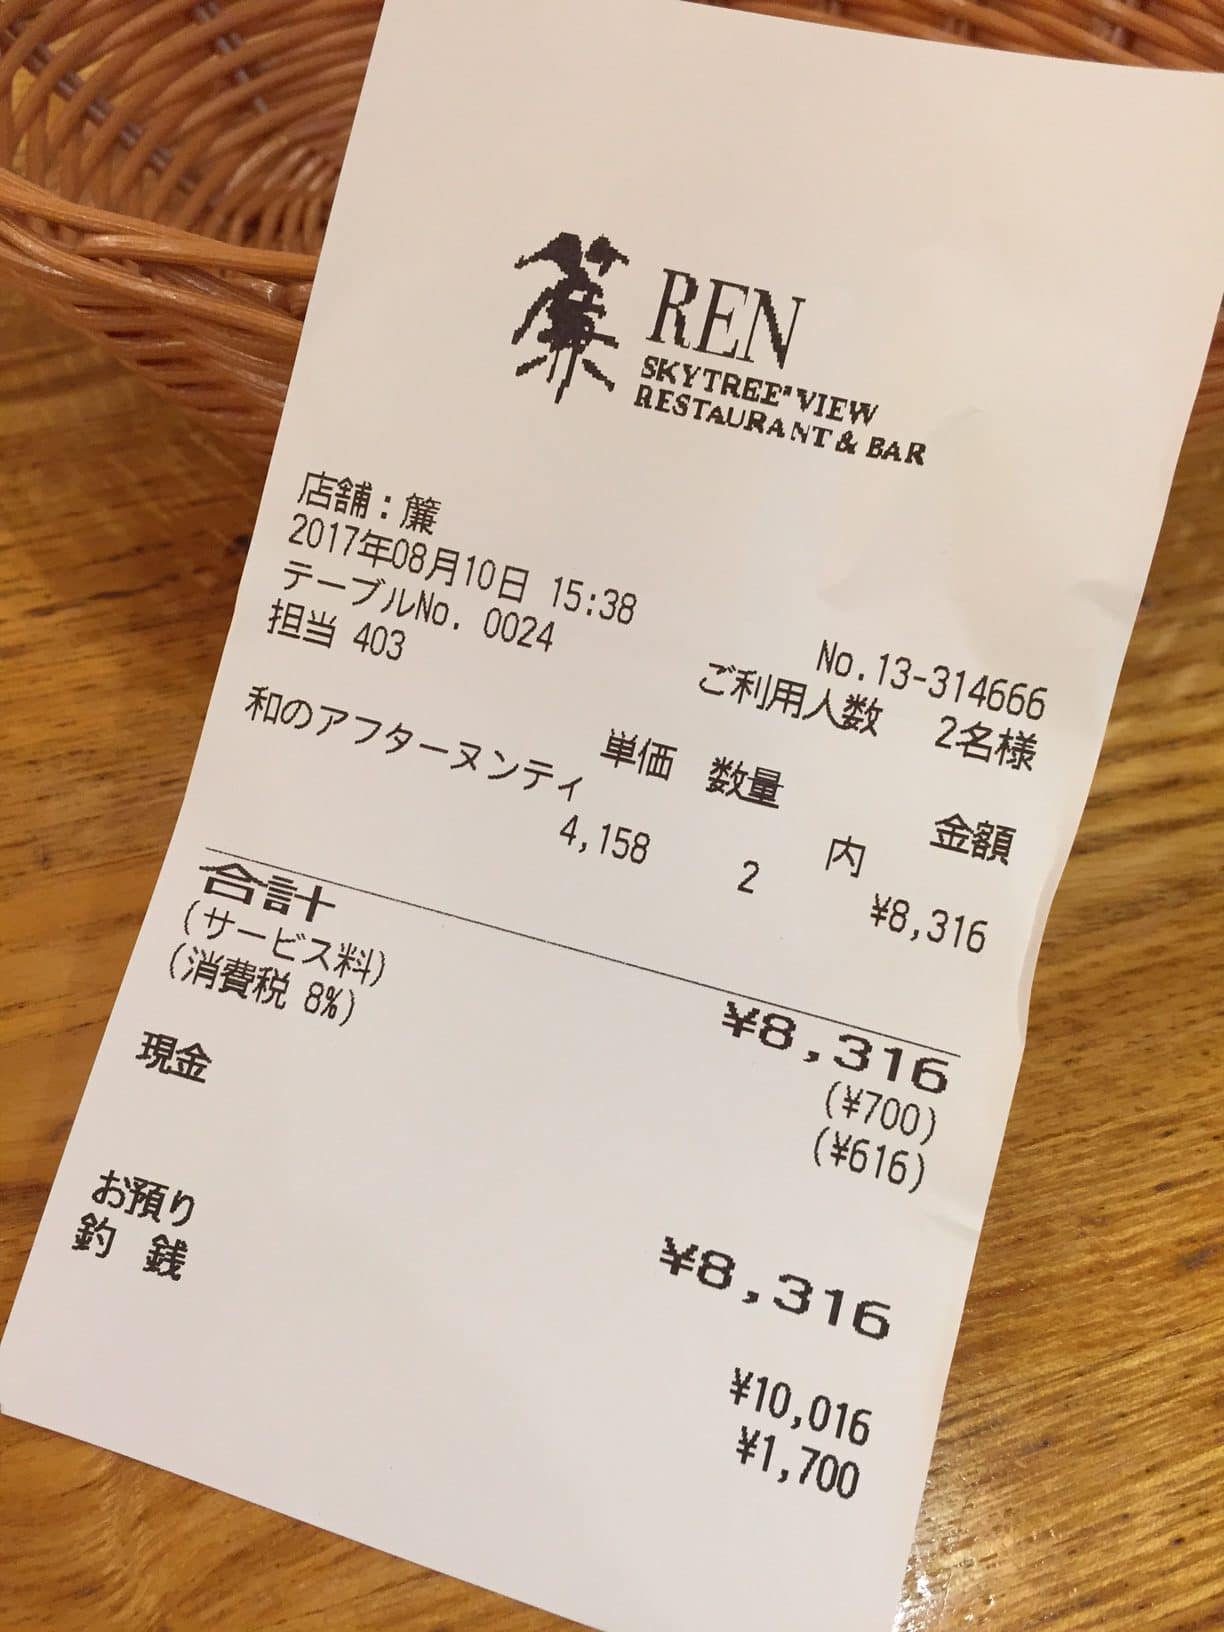 簾 REN
SKYTREE® VIEW
RESTAURANT & BAR
店舗：簾
2017年08月10日 15:38
No.13-314666
テーブルNo. 0024
ご利用人数 2名様
担当 403
単価 数量 金額
和のアフターヌンティ
4,158 2 内 ¥8,316
合計 ¥8,316
(サービス料) (¥700)
(消費税 8%) (¥616)
現金 ¥8,316
お預り ¥10,016
釣 銭 ¥1,700